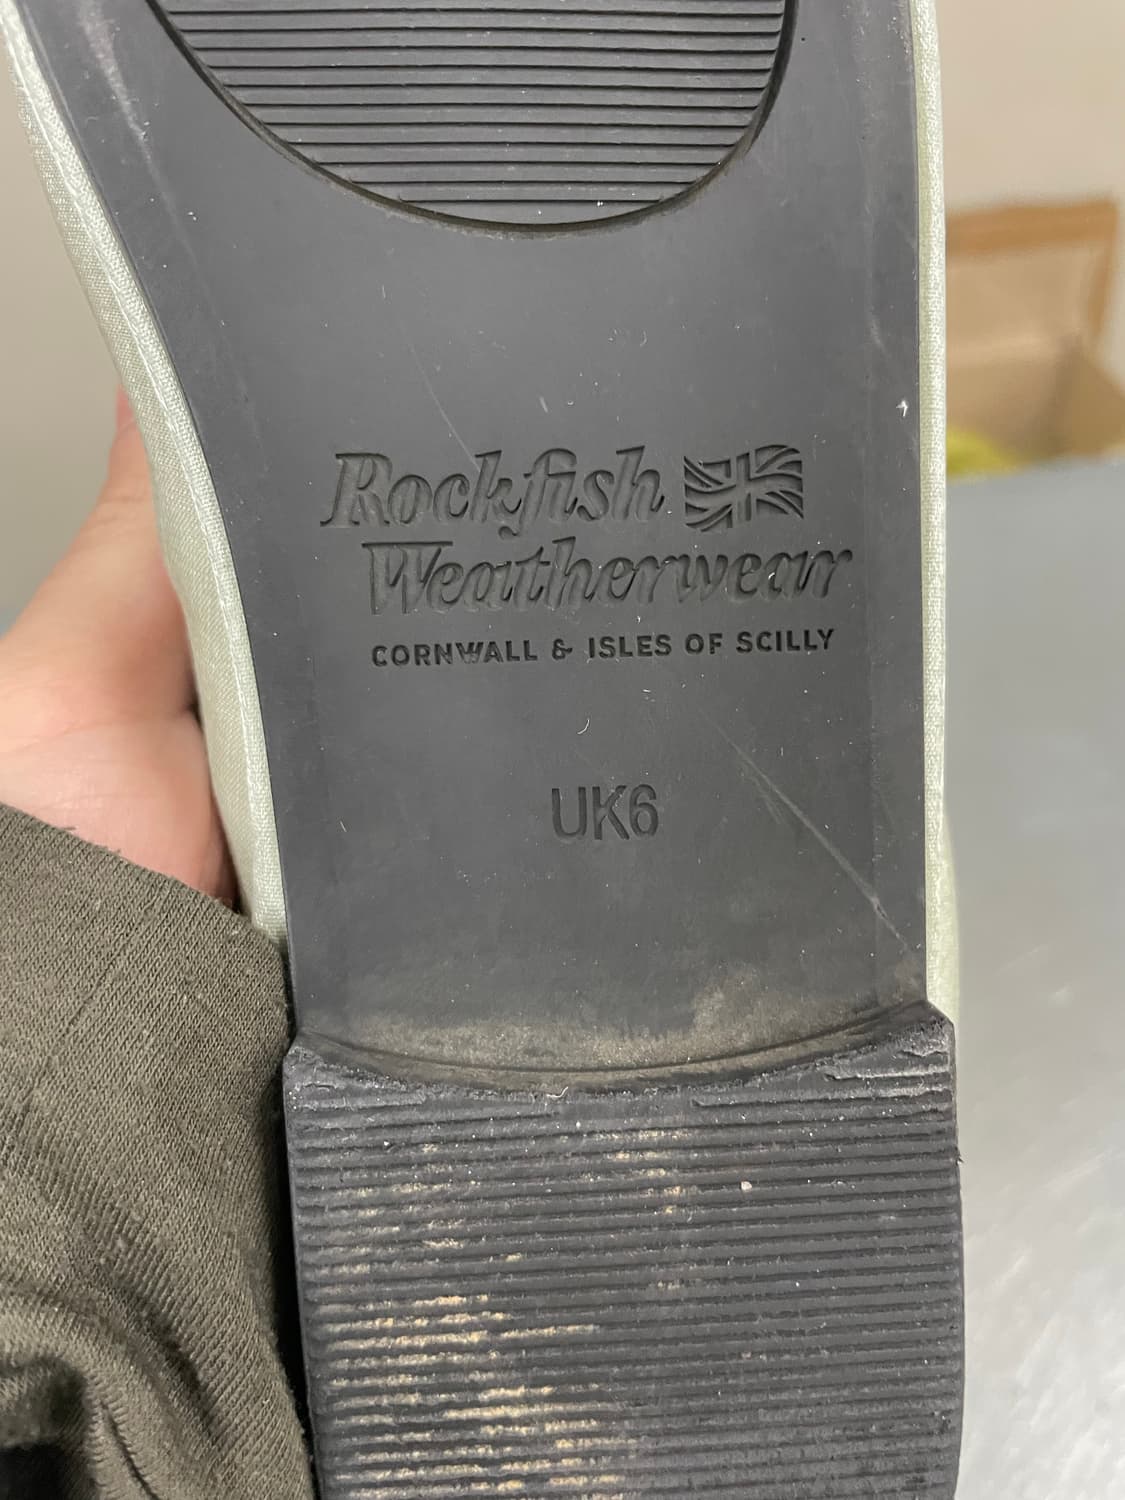 Rockfish
Weatherwear
CORNWALL & ISLES OF SCILLY
UK6